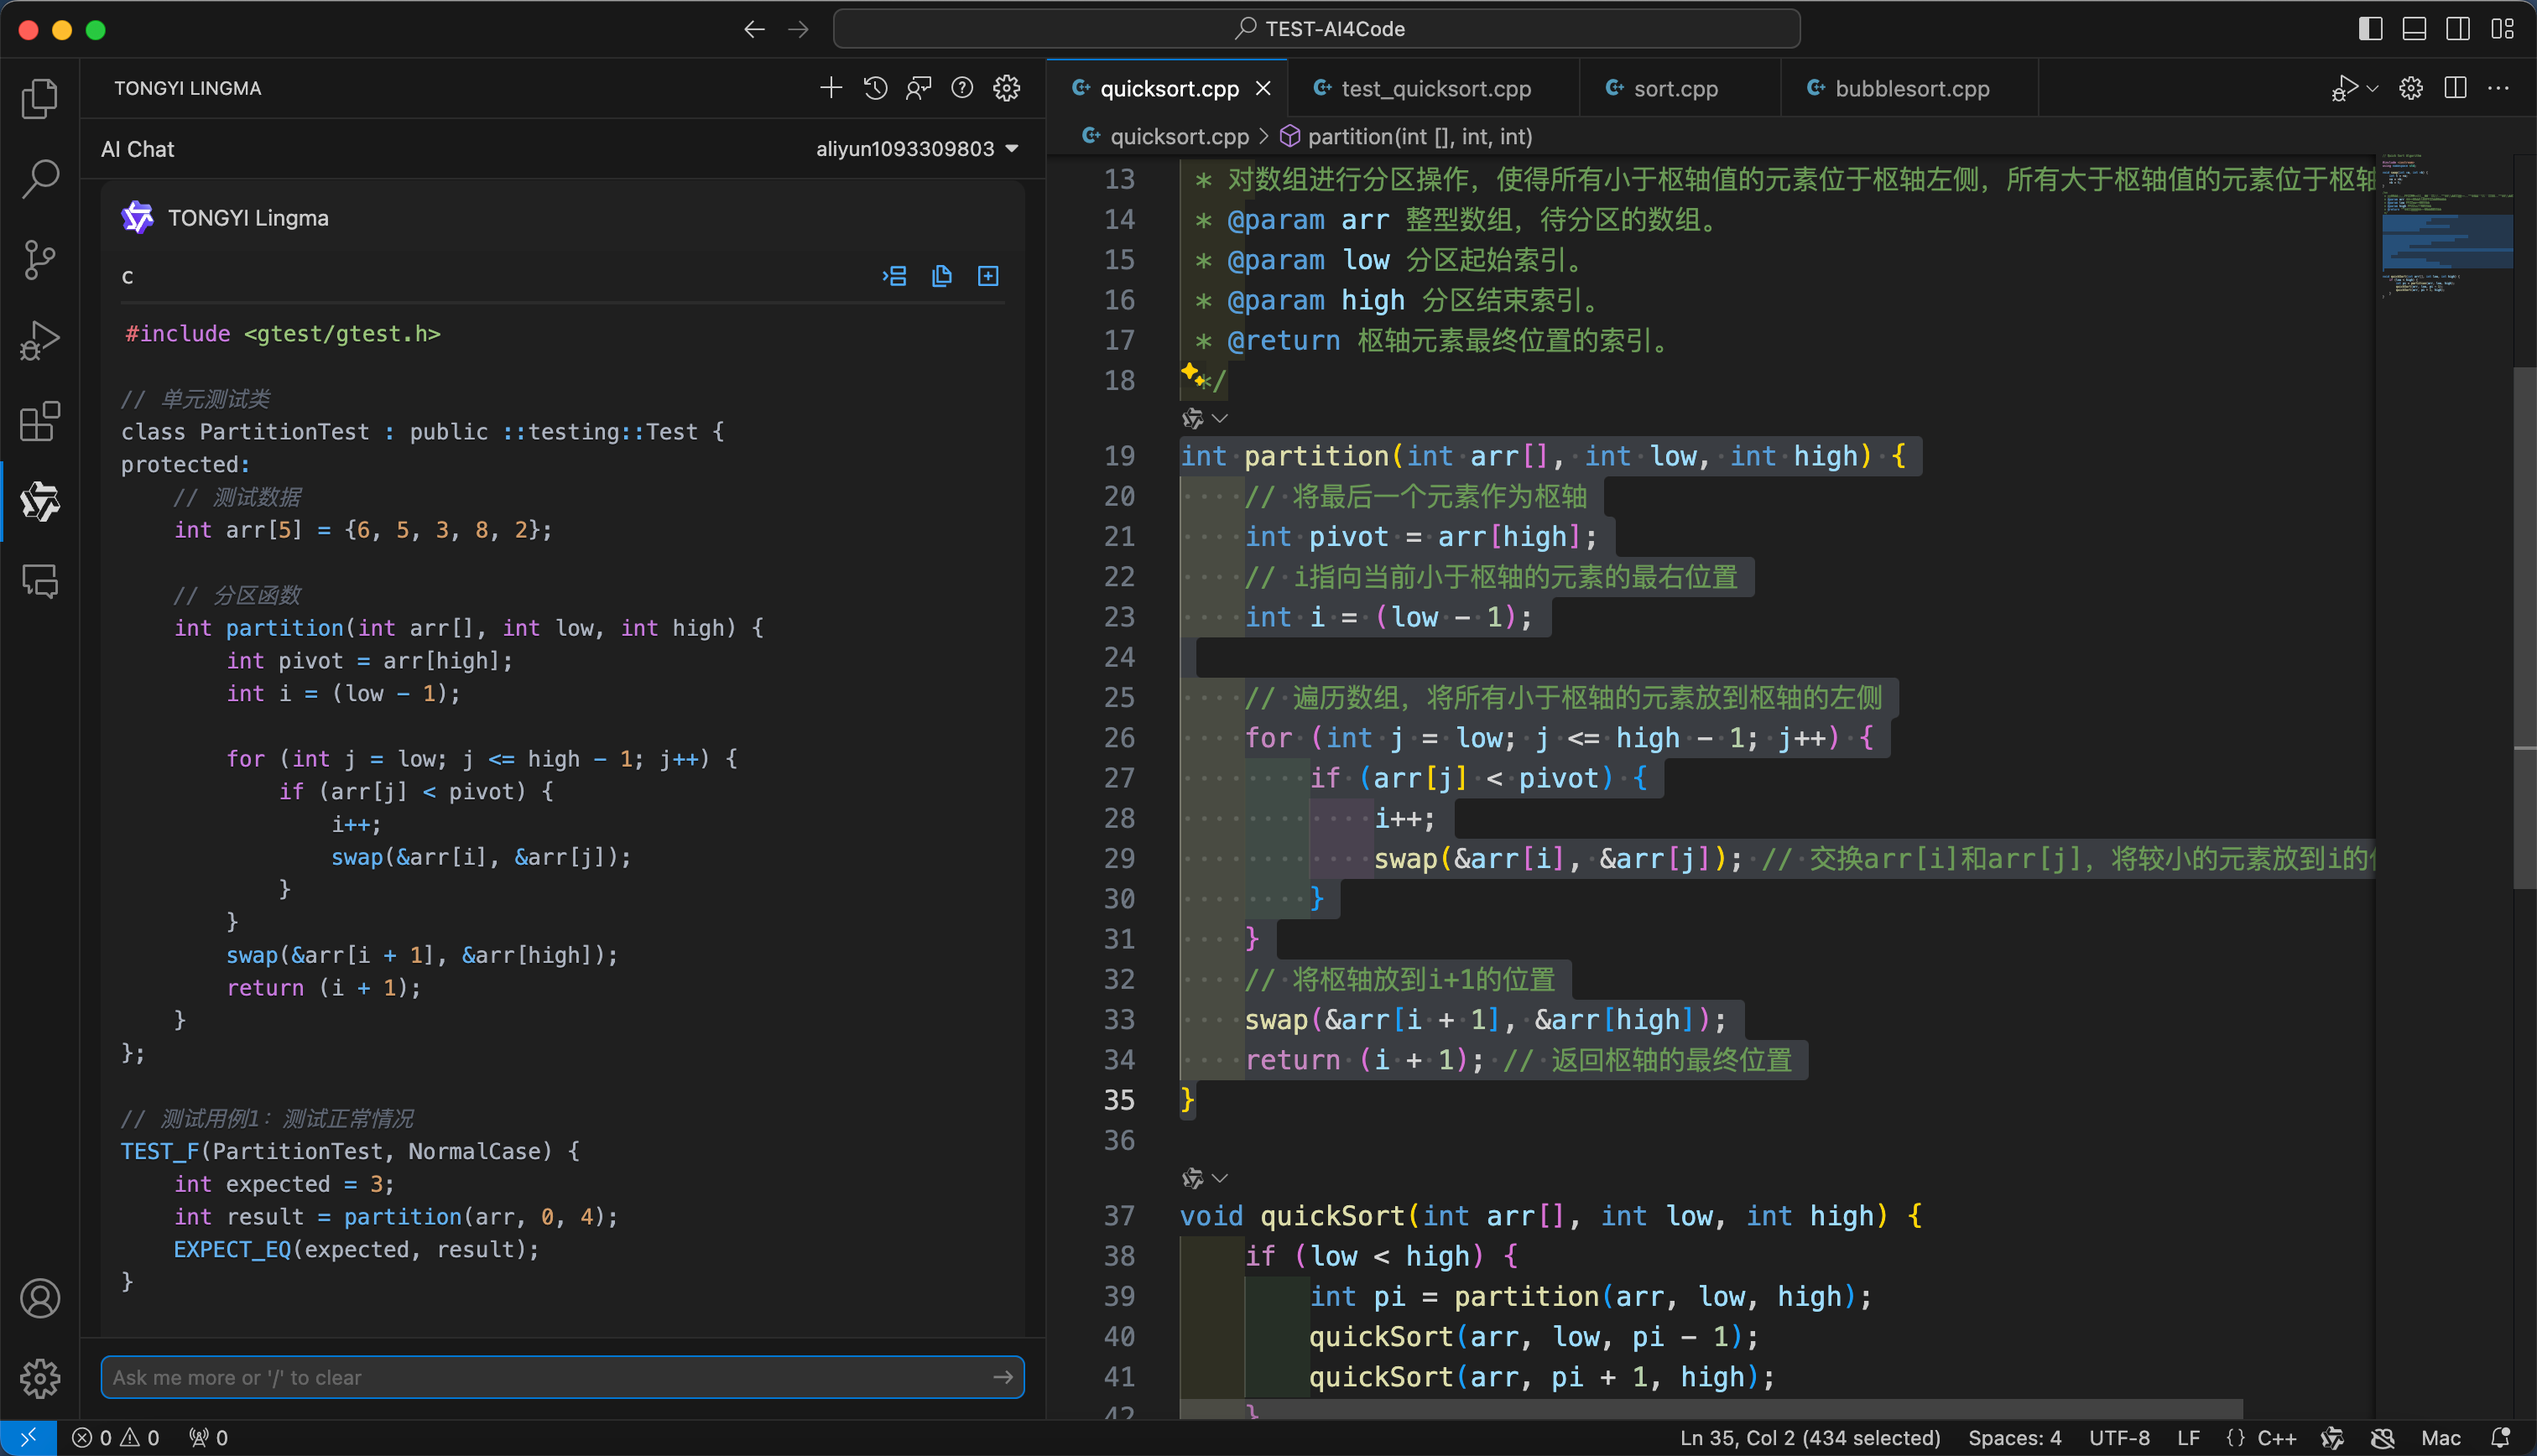 TEST-AI4Code
TONGYI LINGMA
AI Chat
aliyun1093309803
TONGYI Lingma
c
#include <gtest/gtest.h>
// 单元测试类
class PartitionTest : public ::testing::Test {
protected:
// 测试数据
int arr[5] = {6, 5, 3, 8, 2};
// 分区函数
int partition(int arr[], int low, int high) {
int pivot = arr[high];
int i = (low - 1);
for (int j = low; j <= high - 1; j++) {
if (arr[j] < pivot) {
i++;
swap(&arr[i], &arr[j]);
}
}
swap(&arr[i + 1], &arr[high]);
return (i + 1);
}
};
// 测试用例1: 测试正常情况
TEST_F(PartitionTest, NormalCase) {
int expected = 3;
int result = partition(arr, 0, 4);
EXPECT_EQ(expected, result);
}
Ask me more or '/' to clear
quicksort.cpp
test_quicksort.cpp
sort.cpp
bubblesort.cpp
quicksort.cpp > partition(int [], int, int)
13 * 对数组进行分区操作，使得所有小于枢轴值的元素位于枢轴左侧，所有大于枢轴值的元素位于枢轴
14 * @param arr 整型数组，待分区的数组。
15 * @param low 分区起始索引。
16 * @param high 分区结束索引。
17 * @return 枢轴元素最终位置的索引。
18 */
19 int partition(int arr[], int low, int high) {
20 // 将最后一个元素作为枢轴
21 int pivot = arr[high];
22 // i指向当前小于枢轴的元素的最右位置
23 int i = (low - 1);
24
25 // 遍历数组，将所有小于枢轴的元素放到枢轴的左侧
26 for (int j = low; j <= high - 1; j++) {
27 if (arr[j] < pivot) {
28 i++;
29 swap(&arr[i], &arr[j]); // 交换arr[i]和arr[j]，将较小的元素放到i的
30 }
31 }
32 // 将枢轴放到i+1的位置
33 swap(&arr[i + 1], &arr[high]);
34 return (i + 1); // 返回枢轴的最终位置
35 }
36
37 void quickSort(int arr[], int low, int high) {
38 if (low < high) {
39 int pi = partition(arr, low, high);
40 quickSort(arr, low, pi - 1);
41 quickSort(arr, pi + 1, high);
42 }
0 0 0
Ln 35, Col 2 (434 selected) Spaces: 4 UTF-8 LF {} C++ Mac